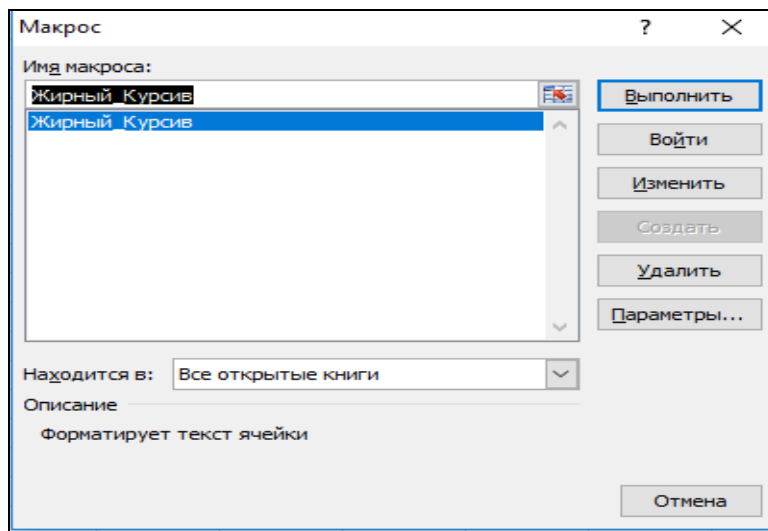 Макрос ?
Имя макроса:
Жирный_Курсив
Жирный_Курсив
Выполнить
Войти
Изменить
Создать
Удалить
Параметры...
Находится в: Все открытые книги
Описание
Форматирует текст ячейки
Отмена